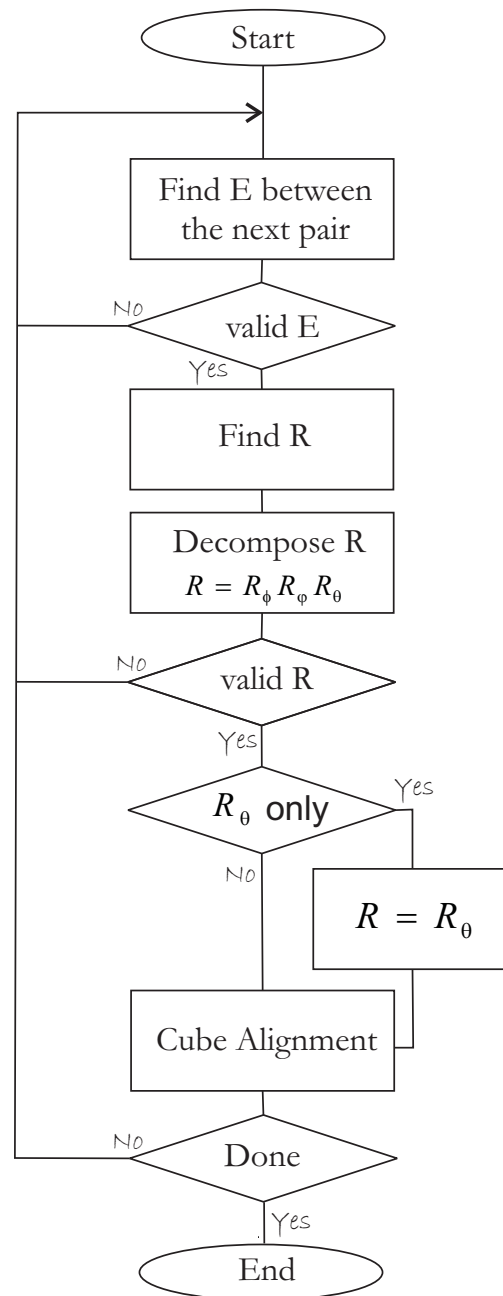 Start
Find E between
the next pair
No
valid E
Yes
Find R
Decompose R
R = R_ϕ R_φ R_θ
No
valid R
Yes
R_θ only
Yes
No
R = R_θ
Cube Alignment
No
Done
Yes
End